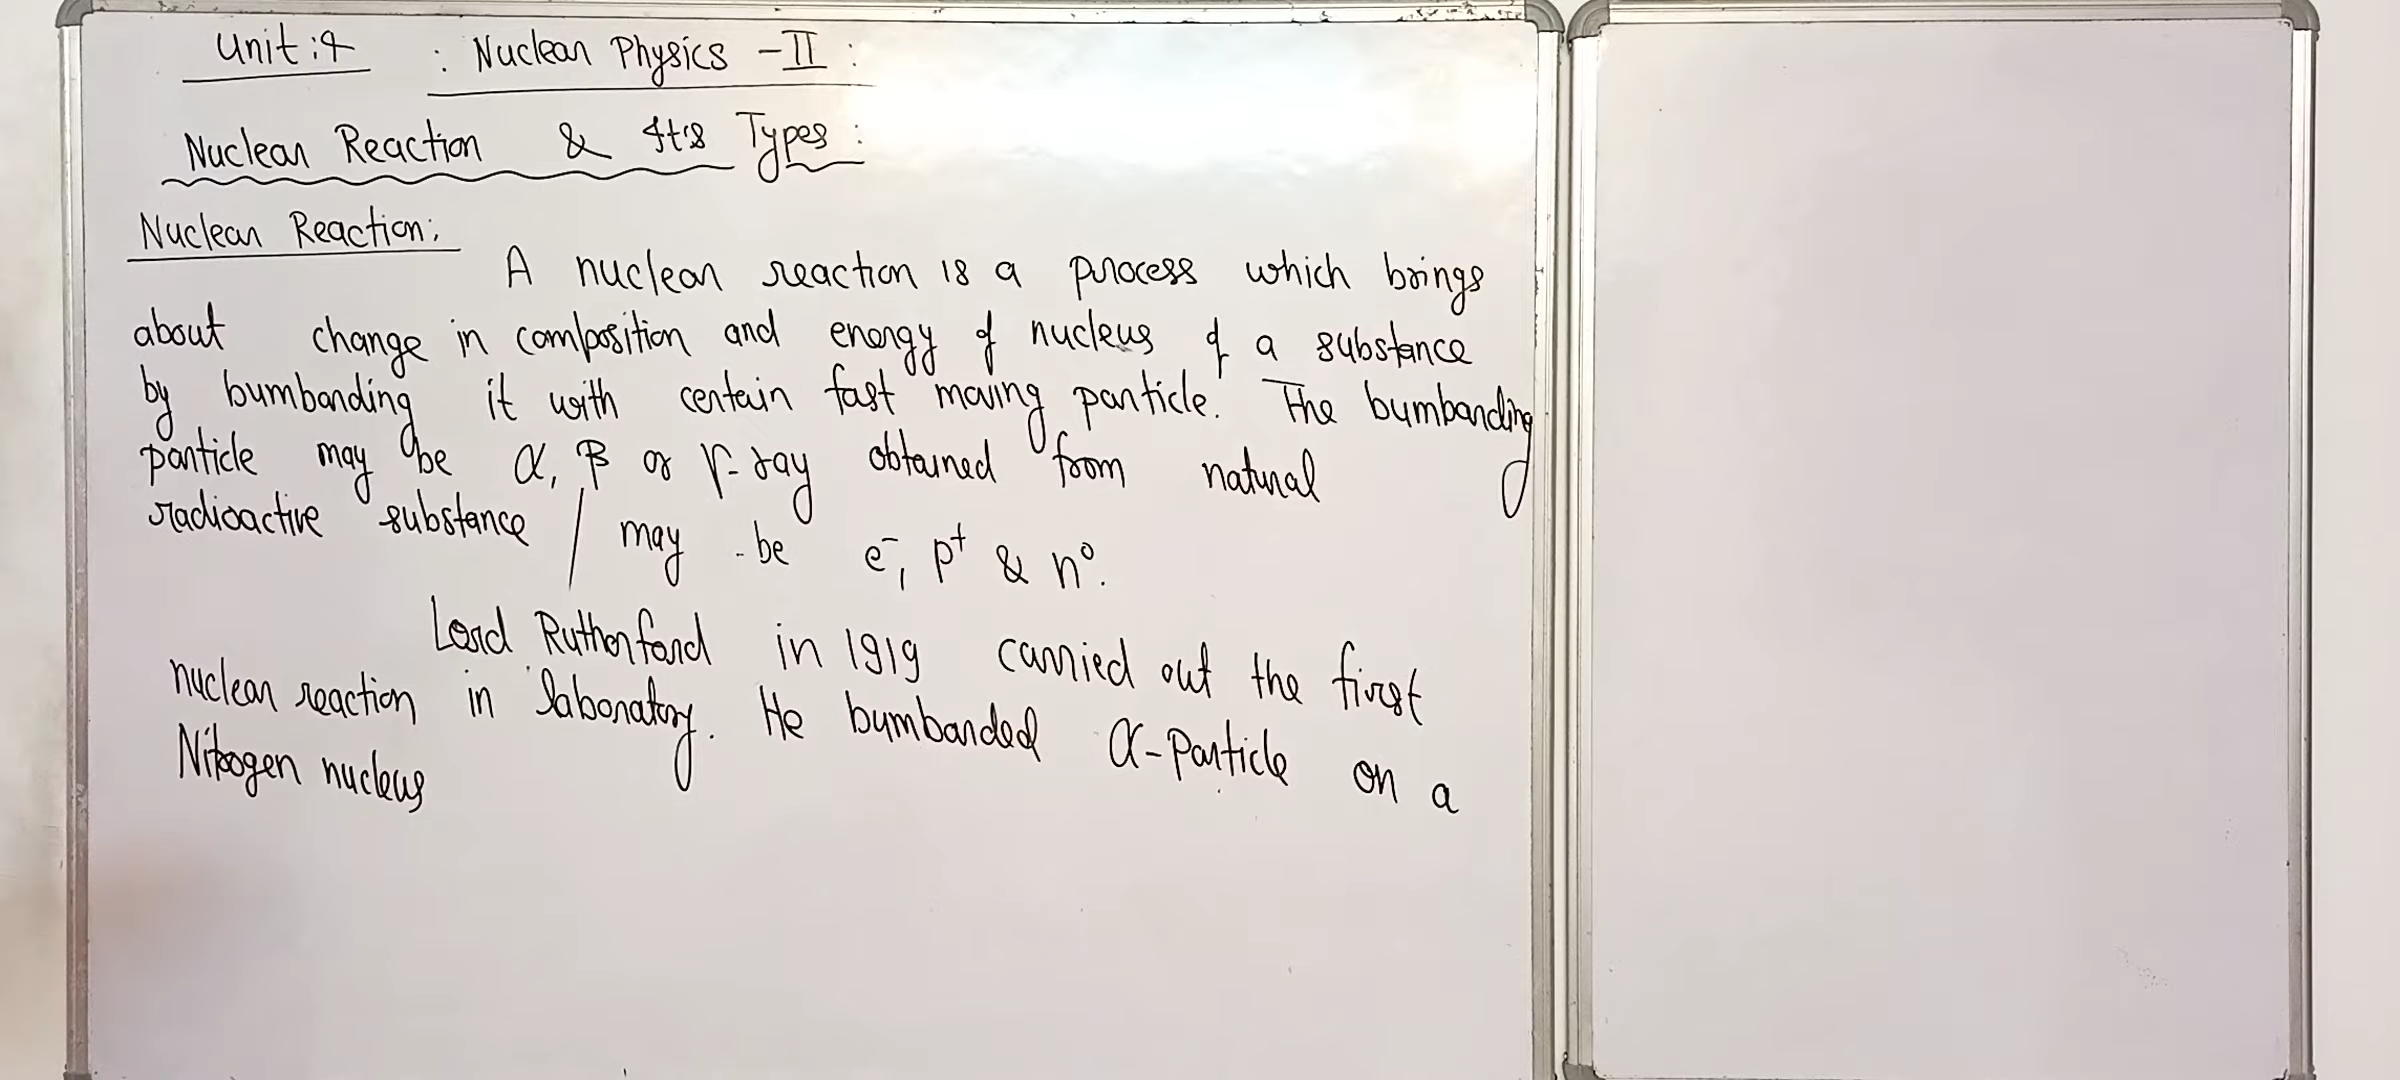 Unit:4 : Nuclear Physics -II :
Nuclear Reaction & It's Types :
Nuclear Reaction:
A nuclear reaction is a process which brings
about change in composition and energy of nucleus of a substance
by bumbarding it with certain fast moving particle. The bumbarding
particle may be α, β or γ-ray obtained from natural
radioactive substance / may be e⁻, p⁺ & n⁰.
Lord Rutherford in 1919 carried out the first
nuclear reaction in laboratory. He bumbarded α-Particle on a
Nitrogen nucleus